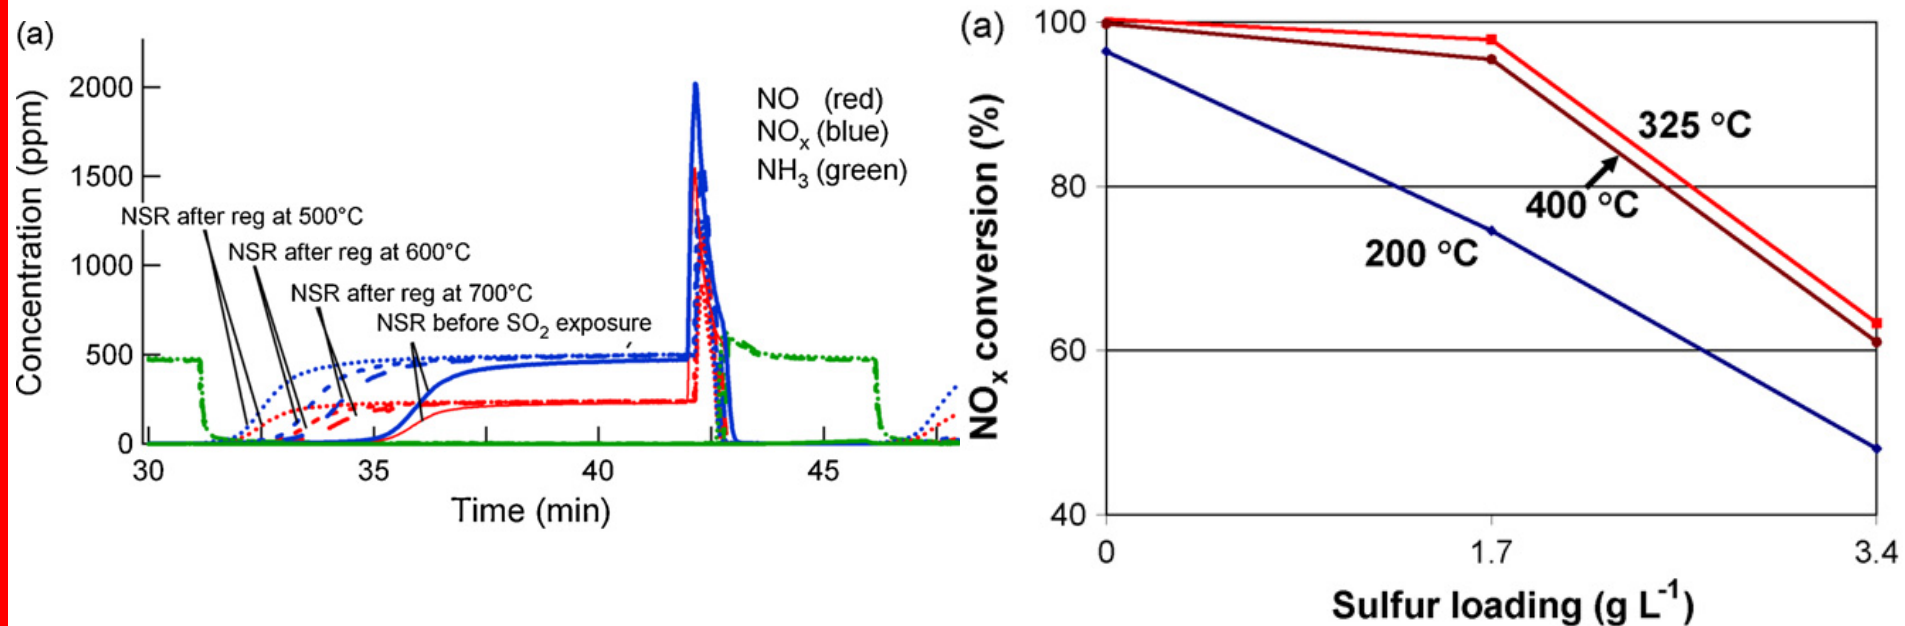 (a)
Concentration (ppm)
2000
1500
1000
500
0
NO (red)
NOx (blue)
NH3 (green)
NSR after reg at 500°C
NSR after reg at 600°C
NSR after reg at 700°C
NSR before SO2 exposure
30 35 40 45
Time (min)
(a)
NOx conversion (%)
100
80
60
40
325 °C
400 °C
200 °C
0 1.7 3.4
Sulfur loading (g L-1)